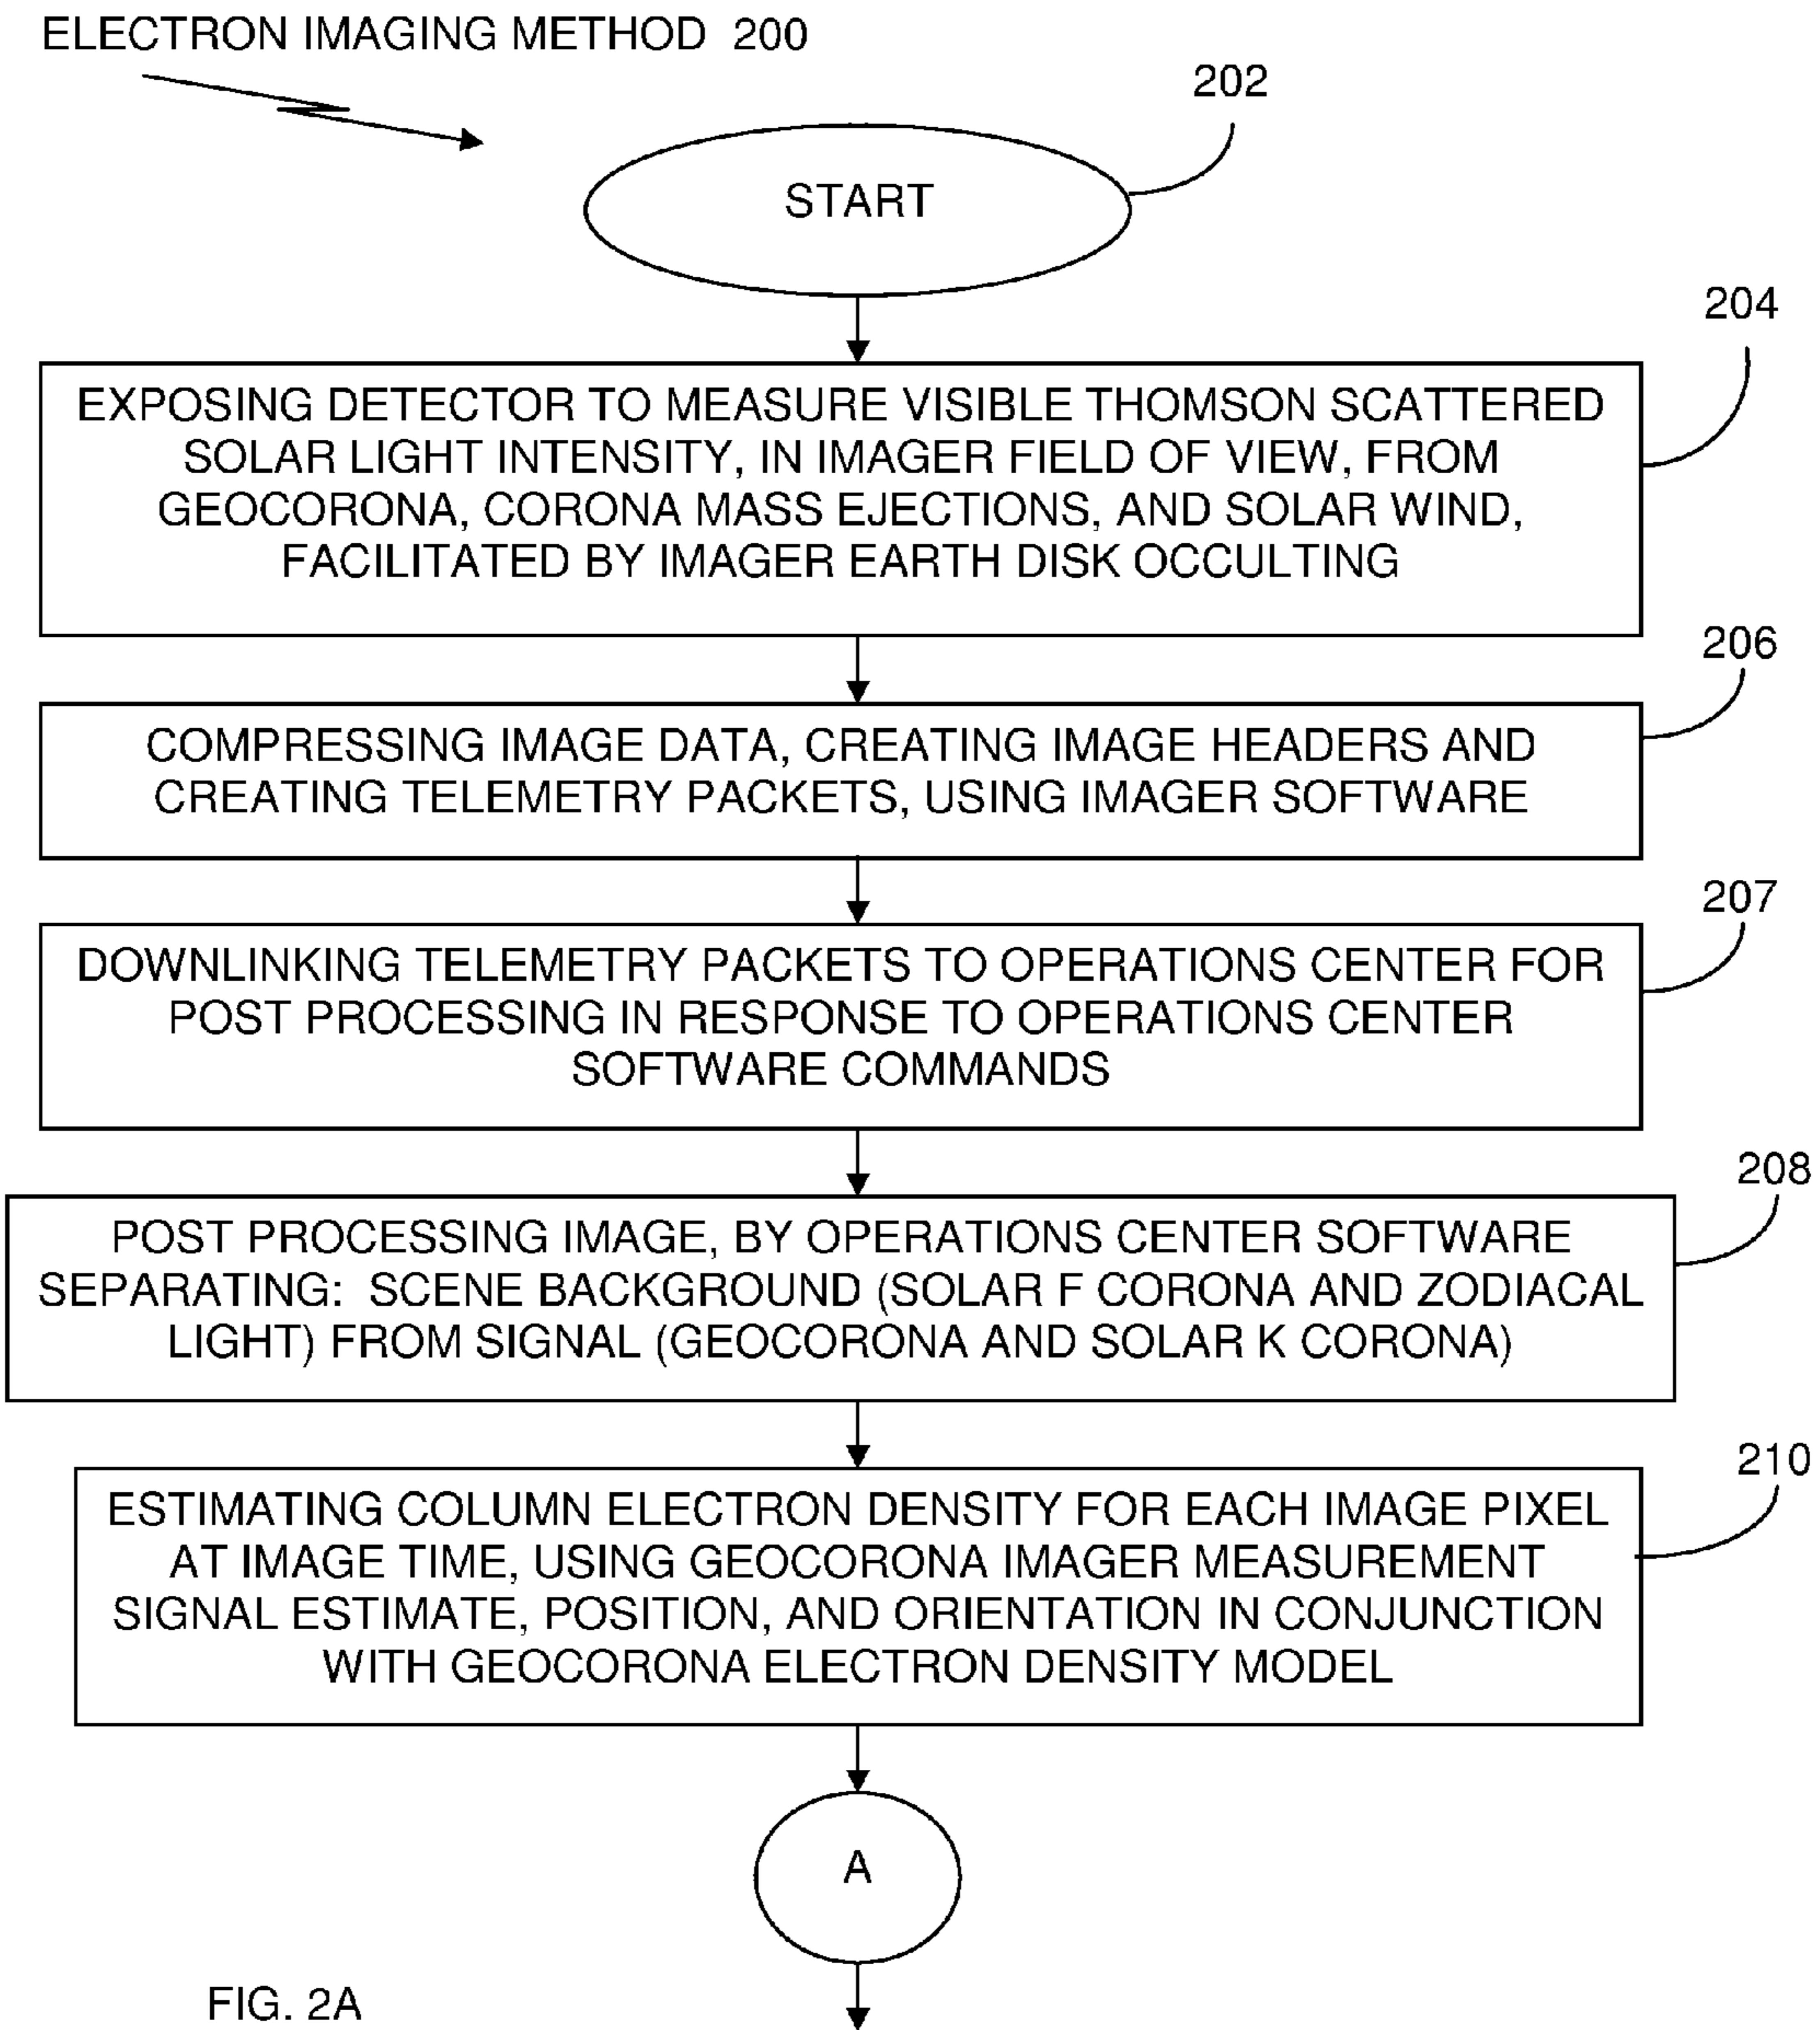 ELECTRON IMAGING METHOD 200
202
START
204
EXPOSING DETECTOR TO MEASURE VISIBLE THOMSON SCATTERED
SOLAR LIGHT INTENSITY, IN IMAGER FIELD OF VIEW, FROM
GEOCORONA, CORONA MASS EJECTIONS, AND SOLAR WIND,
FACILITATED BY IMAGER EARTH DISK OCCULTING
206
COMPRESSING IMAGE DATA, CREATING IMAGE HEADERS AND
CREATING TELEMETRY PACKETS, USING IMAGER SOFTWARE
207
DOWNLINKING TELEMETRY PACKETS TO OPERATIONS CENTER FOR
POST PROCESSING IN RESPONSE TO OPERATIONS CENTER
SOFTWARE COMMANDS
208
POST PROCESSING IMAGE, BY OPERATIONS CENTER SOFTWARE
SEPARATING: SCENE BACKGROUND (SOLAR F CORONA AND ZODIACAL
LIGHT) FROM SIGNAL (GEOCORONA AND SOLAR K CORONA)
210
ESTIMATING COLUMN ELECTRON DENSITY FOR EACH IMAGE PIXEL
AT IMAGE TIME, USING GEOCORONA IMAGER MEASUREMENT
SIGNAL ESTIMATE, POSITION, AND ORIENTATION IN CONJUNCTION
WITH GEOCORONA ELECTRON DENSITY MODEL
A
FIG. 2A